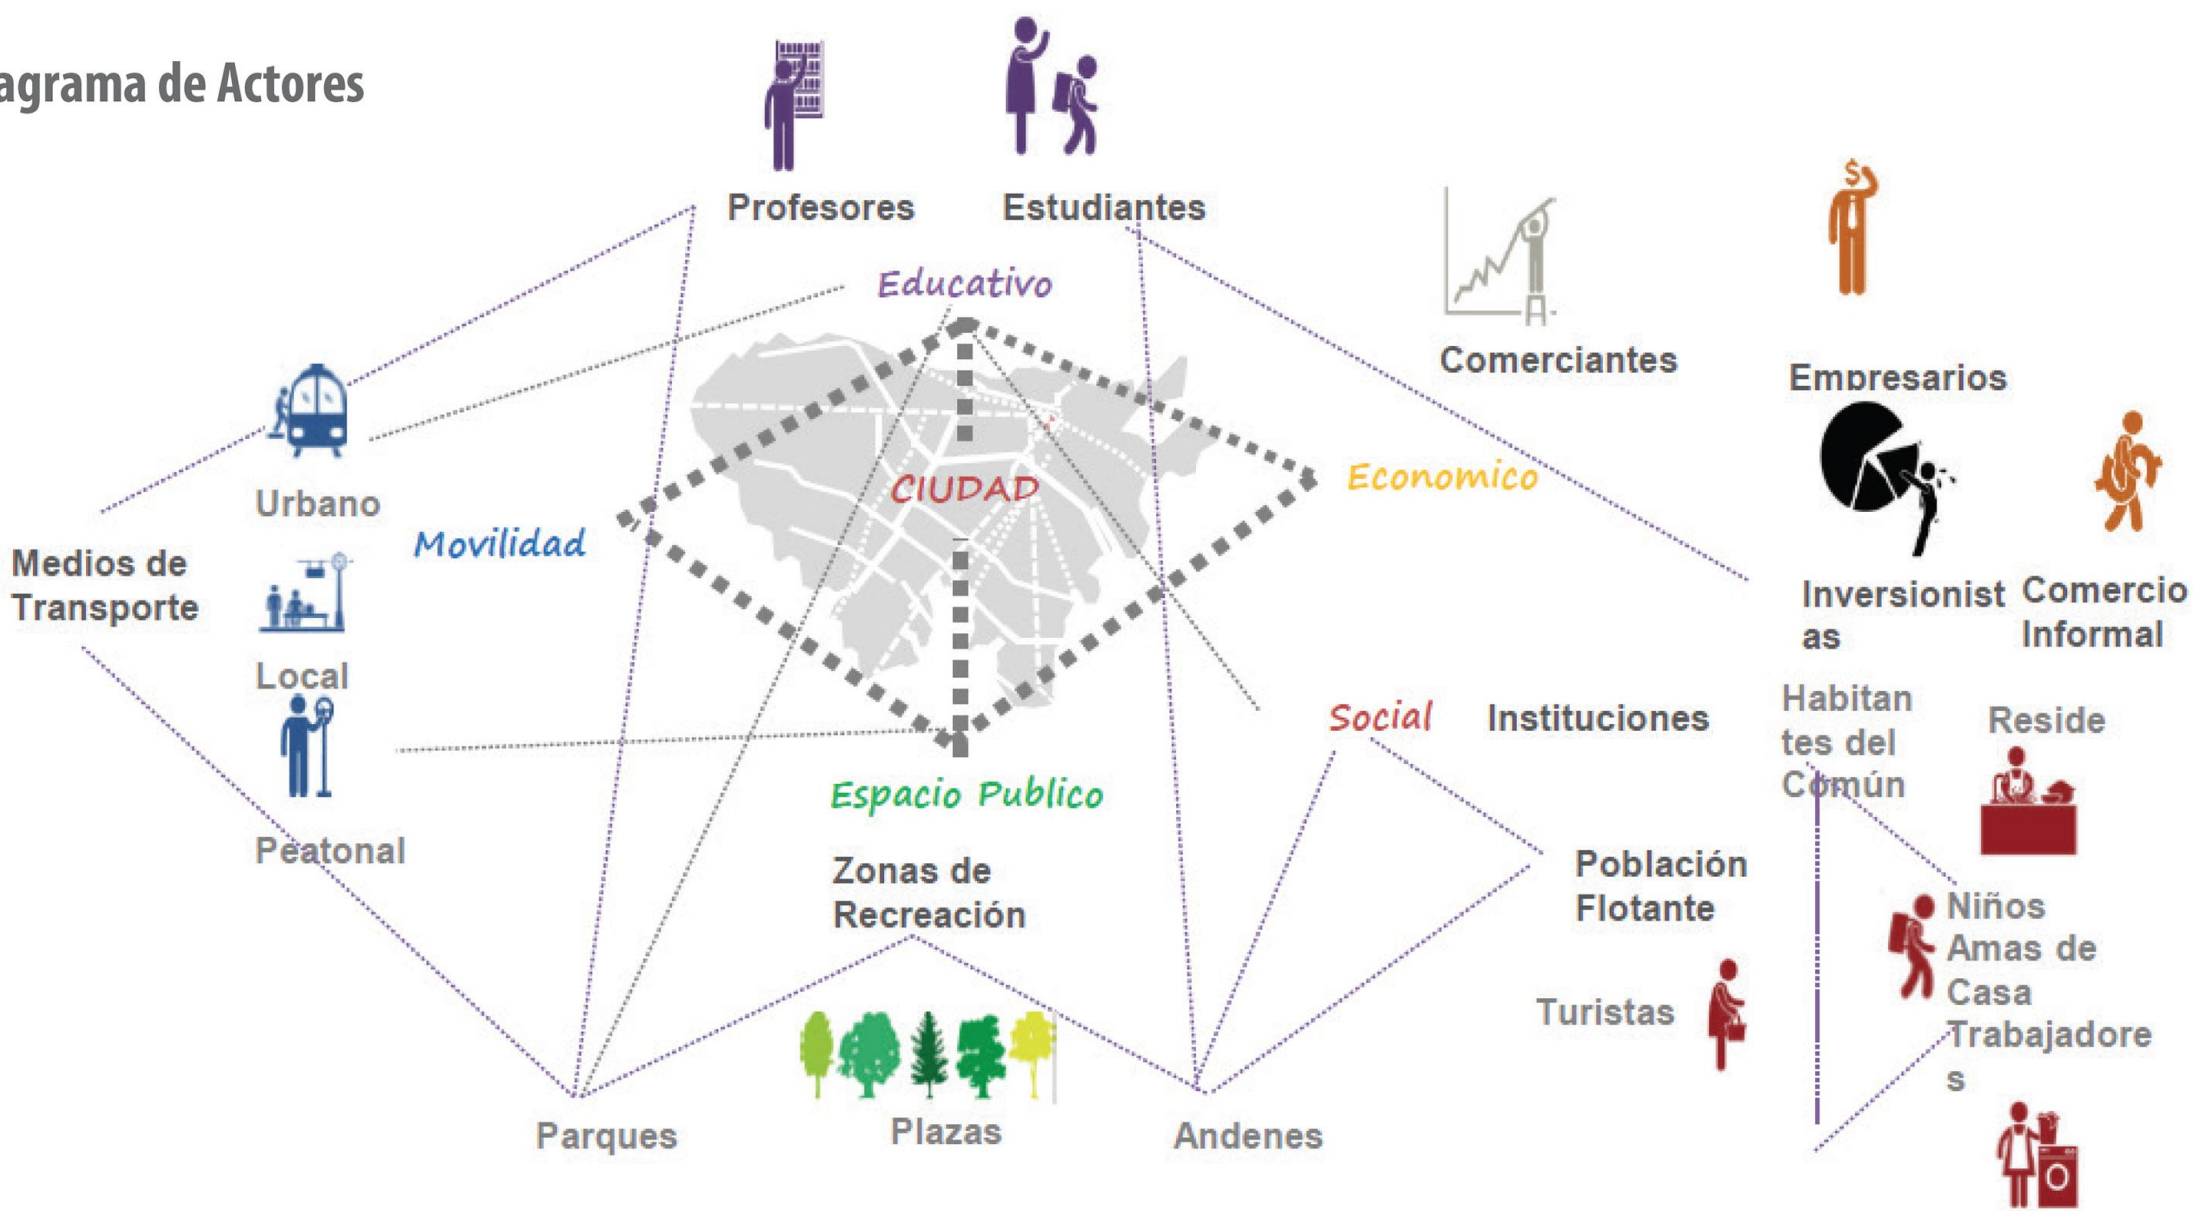 agrama de Actores
Profesores
Estudiantes
Educativo
Comerciantes
Empresarios
CIUDAD
Economico
Urbano
Movilidad
Medios de
Transporte
Local
Peatonal
Inversionist
as
Comercio
Informal
Social
Instituciones
Habitan
tes del
Común
Reside
Espacio Publico
Zonas de
Recreación
Población
Flotante
Niños
Amas de
Casa
Trabajadore
s
Turistas
Parques
Plazas
Andenes
$